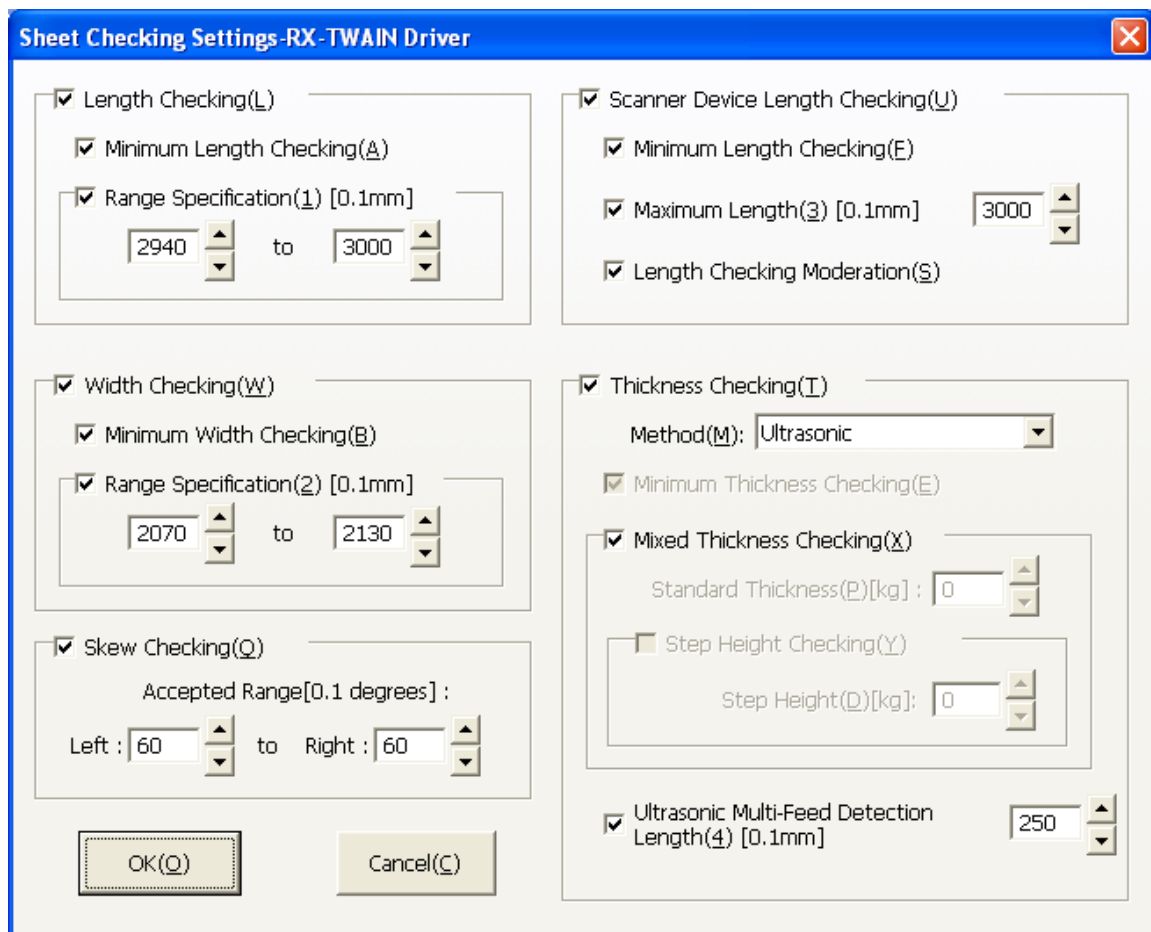 Sheet Checking Settings-RX-TWAIN Driver
Length Checking(L)
Minimum Length Checking(A)
Range Specification(1) [0.1mm]
2940 to 3000
Scanner Device Length Checking(U)
Minimum Length Checking(F)
Maximum Length(3) [0.1mm] 3000
Length Checking Moderation(S)
Width Checking(W)
Minimum Width Checking(B)
Range Specification(2) [0.1mm]
2070 to 2130
Skew Checking(Q)
Accepted Range[0.1 degrees] :
Left : 60 to Right : 60
Thickness Checking(T)
Method(M): Ultrasonic
Minimum Thickness Checking(E)
Mixed Thickness Checking(X)
Standard Thickness(P)[kg] : 0
Step Height Checking(Y)
Step Height(D)[kg]: 0
Ultrasonic Multi-Feed Detection
Length(4) [0.1mm] 250
OK(O) Cancel(C)